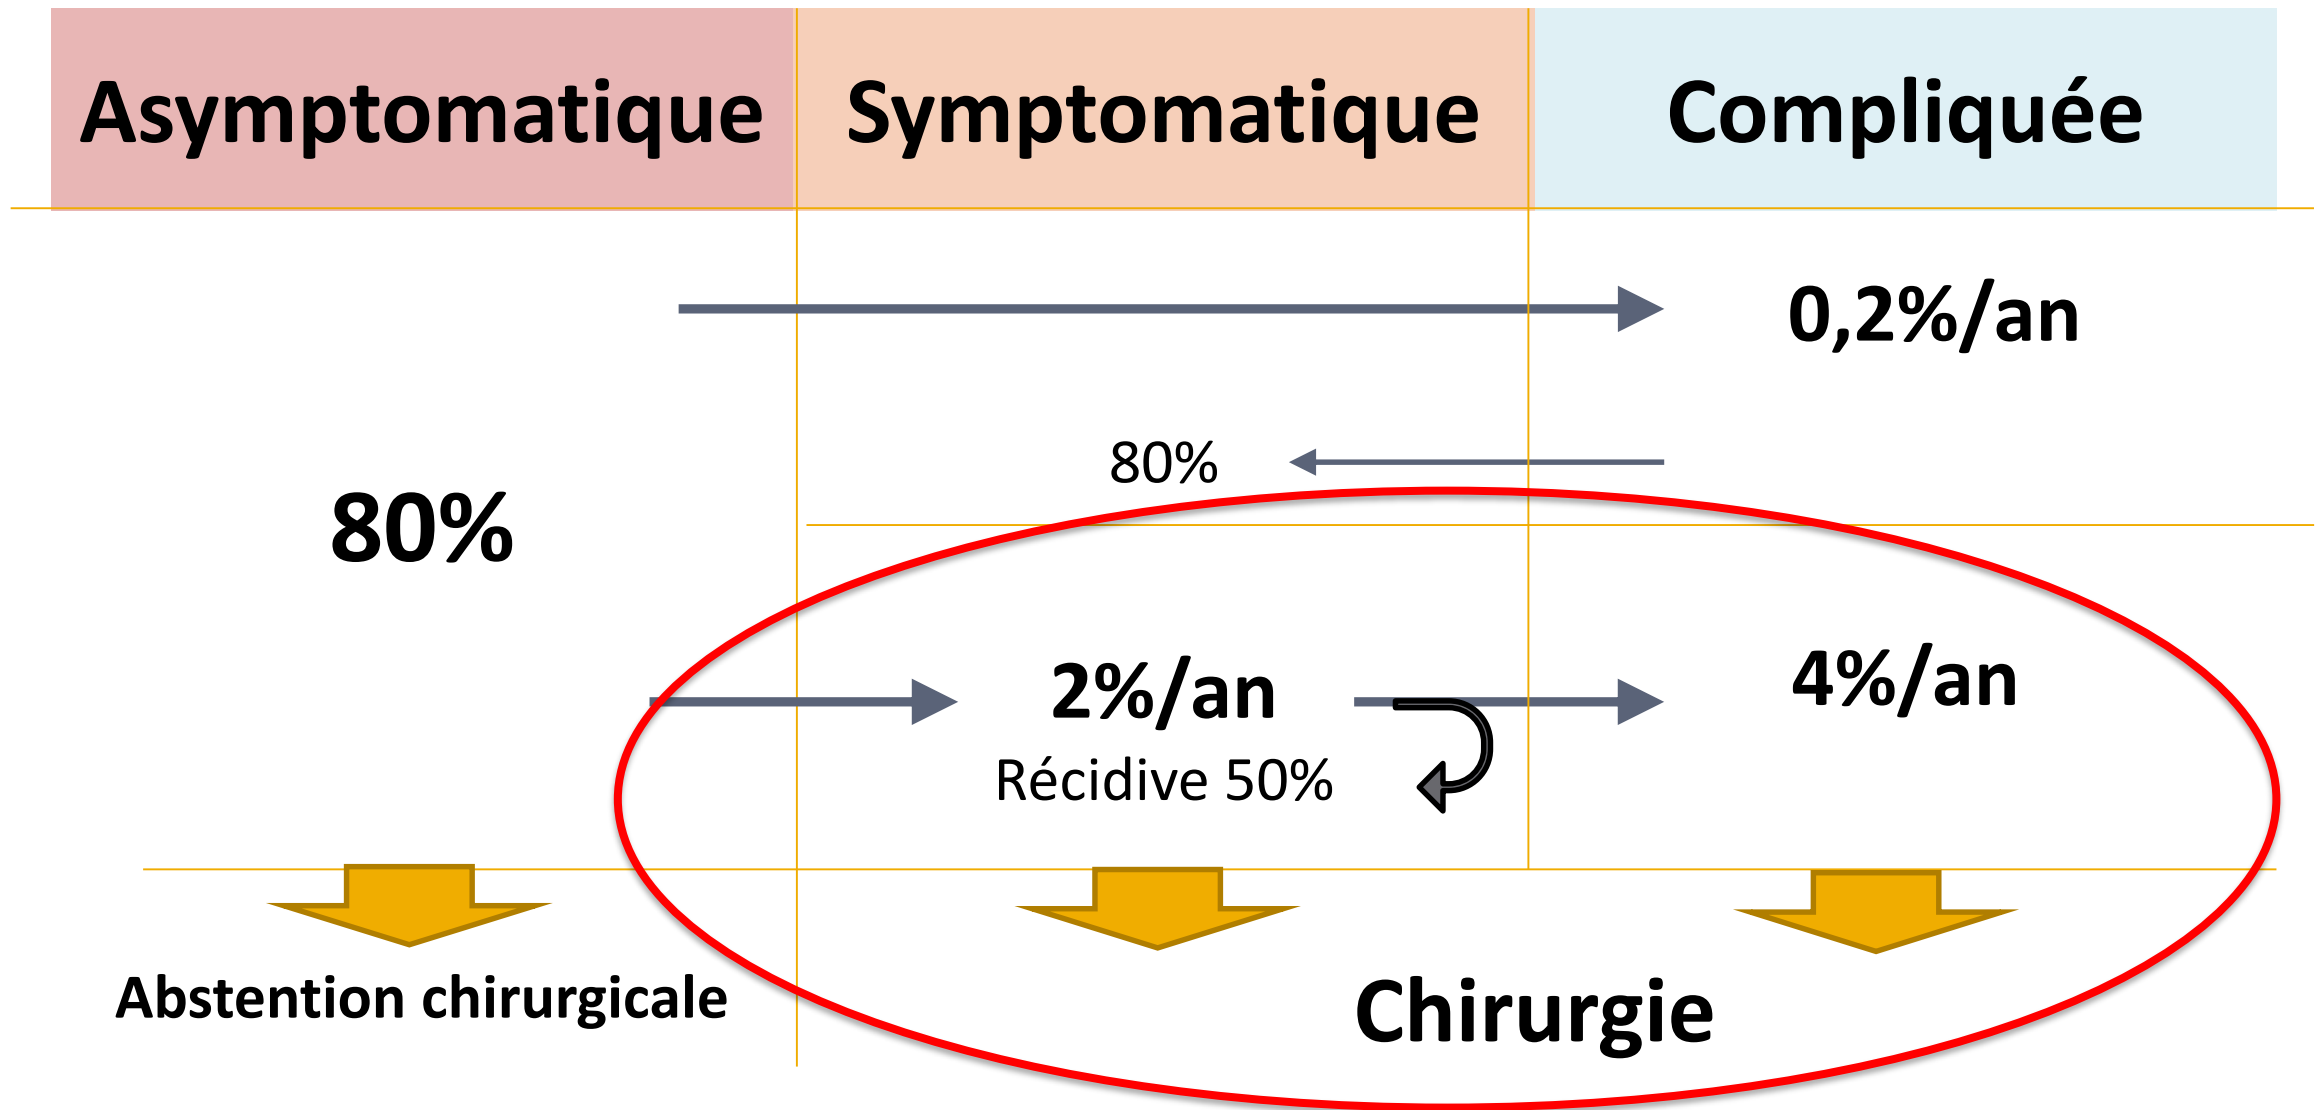 Asymptomatique
Symptomatique
Compliquée
0,2%/an
80%
80%
2%/an
4%/an
Récidive 50%
Abstention chirurgicale
Chirurgie